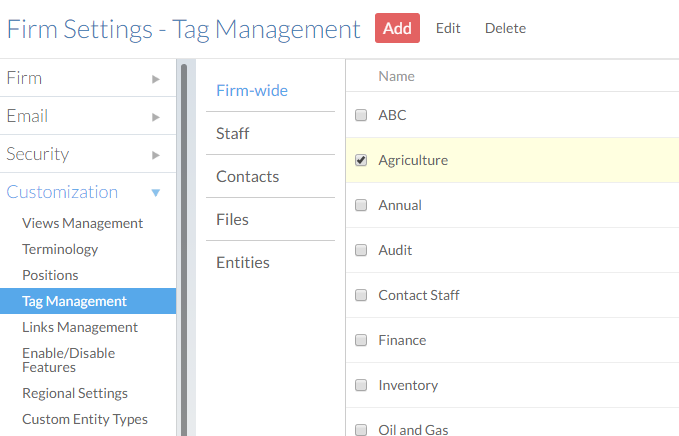 Firm Settings - Tag Management Add Edit Delete
Firm
Email
Security
Customization
Views Management
Terminology
Positions
Tag Management
Links Management
Enable/Disable
Features
Regional Settings
Custom Entity Types
Firm-wide
Staff
Contacts
Files
Entities
Name
ABC
Agriculture
Annual
Audit
Contact Staff
Finance
Inventory
Oil and Gas